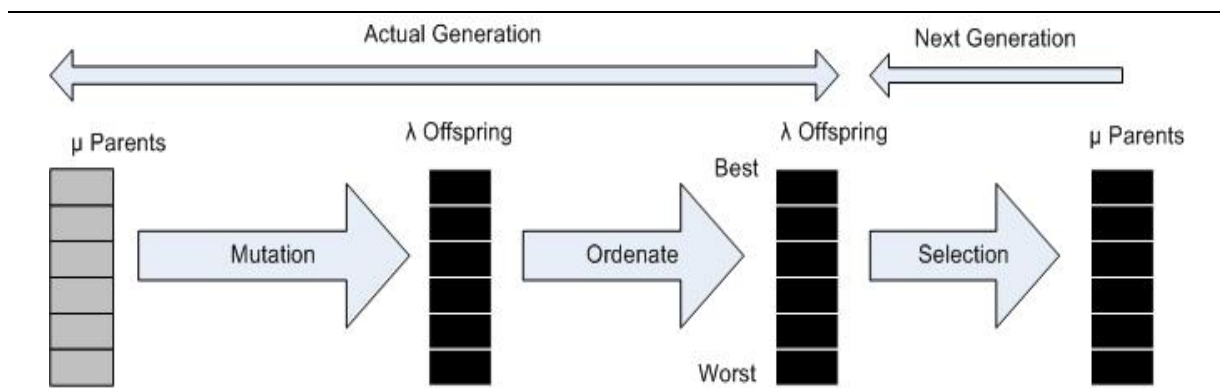 Actual Generation
Next Generation
µ Parents
λ Offspring
λ Offspring
µ Parents
Best
Mutation
Ordenate
Selection
Worst